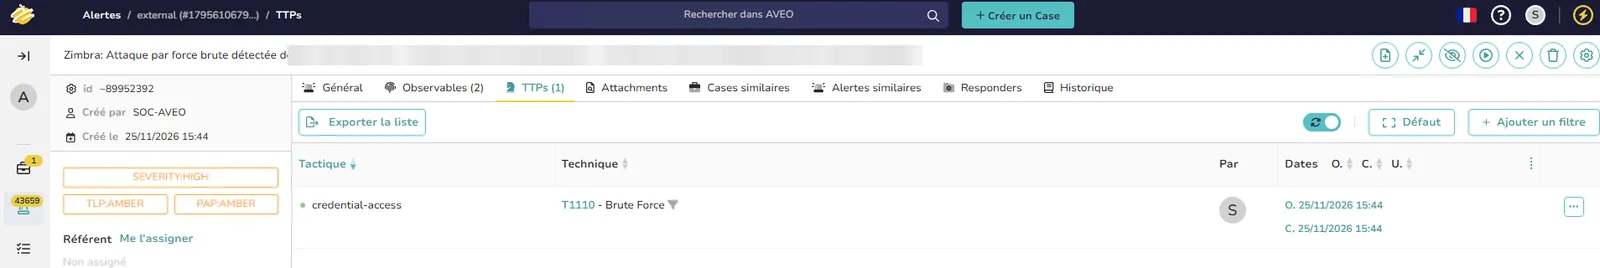 Alertes / external (#1795610679...) / TTPs
Rechercher dans AVEO
+ Créer un Case
?
S
Zimbra: Attaque par force brute détectée d
A
id ~89952392
Créé par SOC-AVEO
Créé le 25/11/2026 15:44
1
43659
SEVERITY:HIGH
TLP:AMBER PAP:AMBER
Référent Me l'assigner
Non assigné
Général Observables (2) TTPs (1) Attachments Cases similaires Alertes similaires Responders Historique
Exporter la liste
Défaut
+ Ajouter un filtre
Tactique Technique Par Dates O. C. U.
credential-access T1110 - Brute Force S O. 25/11/2026 15:44
C. 25/11/2026 15:44